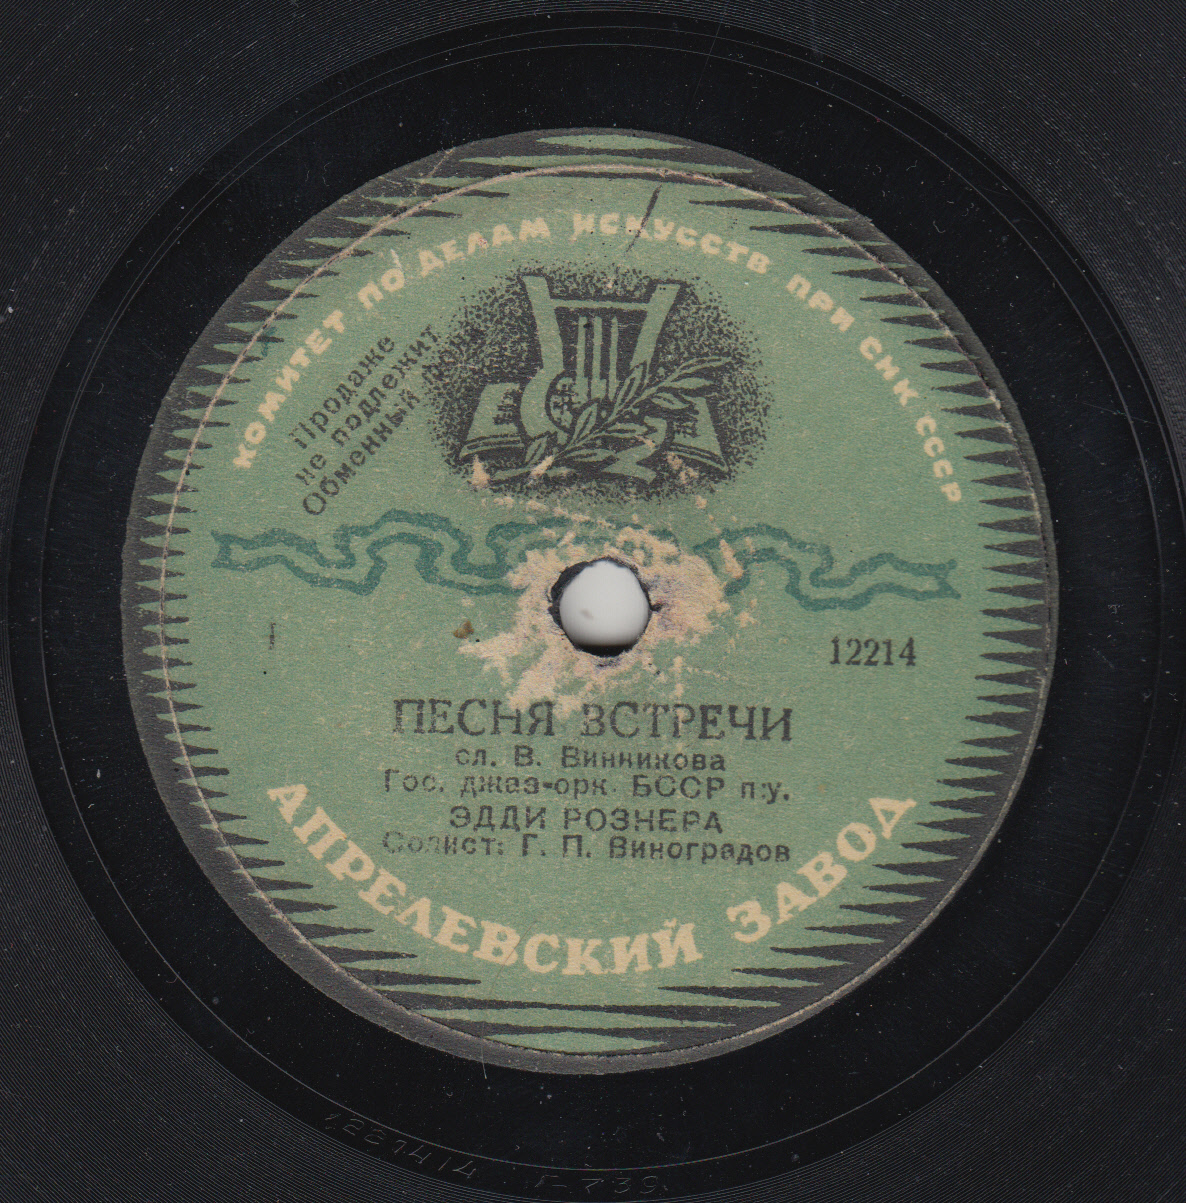 КОМИТЕТ ПО ДЕЛАМ ИСКУССТВ ПРИ СНК СССР
Продаже
не подлежит
Обменный
12214
ПЕСНЯ ВСТРЕЧИ
сл. В. Винникова
Гос. джаз-орк. БССР п/у.
ЭДДИ РОЗНЕРА
Солист: Г. П. Виноградов
АПРЕЛЕВСКИЙ ЗАВОД